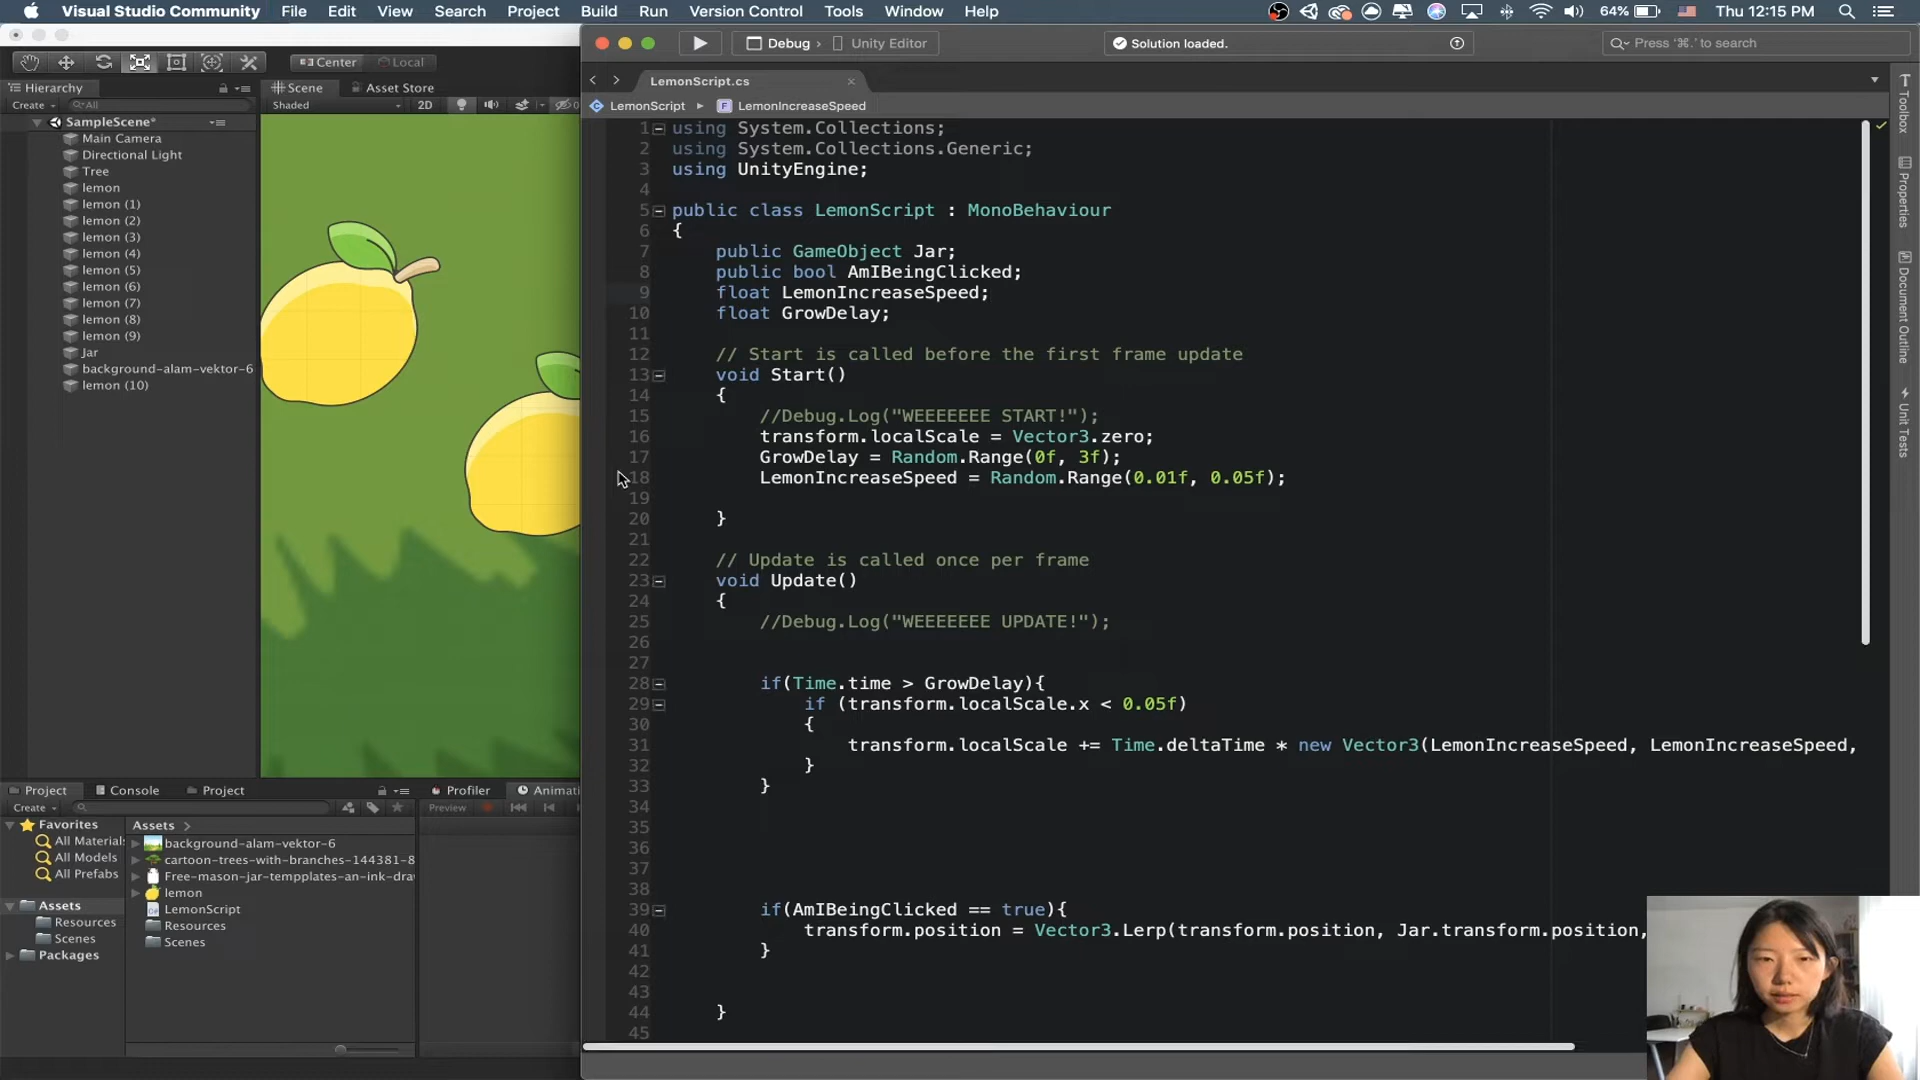 Visual Studio Community File Edit View Search Project Build Run Version Control Tools Window Help 64% Thu 12:15 PM
Debug › Unity Editor Solution loaded. Press '⌘.' to search
Center Local
Hierarchy Scene Asset Store
Create All Shaded 2D
SampleScene*
Main Camera
Directional Light
Tree
lemon
lemon (1)
lemon (2)
lemon (3)
lemon (4)
lemon (5)
lemon (6)
lemon (7)
lemon (8)
lemon (9)
Jar
background-alam-vektor-6
lemon (10)
Project Console Project Profiler Animati
Create Preview
Favorites
All Materials
All Models
All Prefabs
Assets
Resources
Scenes
Packages
Assets
background-alam-vektor-6
cartoon-trees-with-branches-144381-8
Free-mason-jar-tempplates-an-ink-dra
lemon
LemonScript
Resources
Scenes
LemonScript.cs
LemonScript LemonIncreaseSpeed
1 using System.Collections;
2 using System.Collections.Generic;
3 using UnityEngine;
4
5 public class LemonScript : MonoBehaviour
6 {
7 public GameObject Jar;
8 public bool AmIBeingClicked;
9 float LemonIncreaseSpeed;
10 float GrowDelay;
11
12 // Start is called before the first frame update
13 void Start()
14 {
15 //Debug.Log("WEEEEEEE START!");
16 transform.localScale = Vector3.zero;
17 GrowDelay = Random.Range(0f, 3f);
18 LemonIncreaseSpeed = Random.Range(0.01f, 0.05f);
19
20 }
21
22 // Update is called once per frame
23 void Update()
24 {
25 //Debug.Log("WEEEEEEE UPDATE!");
26
27
28 if(Time.time > GrowDelay){
29 if (transform.localScale.x < 0.05f)
30 {
31 transform.localScale += Time.deltaTime * new Vector3(LemonIncreaseSpeed, LemonIncreaseSpeed,
32 }
33 }
34
35
36
37
38
39 if(AmIBeingClicked == true){
40 transform.position = Vector3.Lerp(transform.position, Jar.transform.position,
41 }
42
43
44 }
45
Toolbox
Properties
Document Outline
Unit Tests